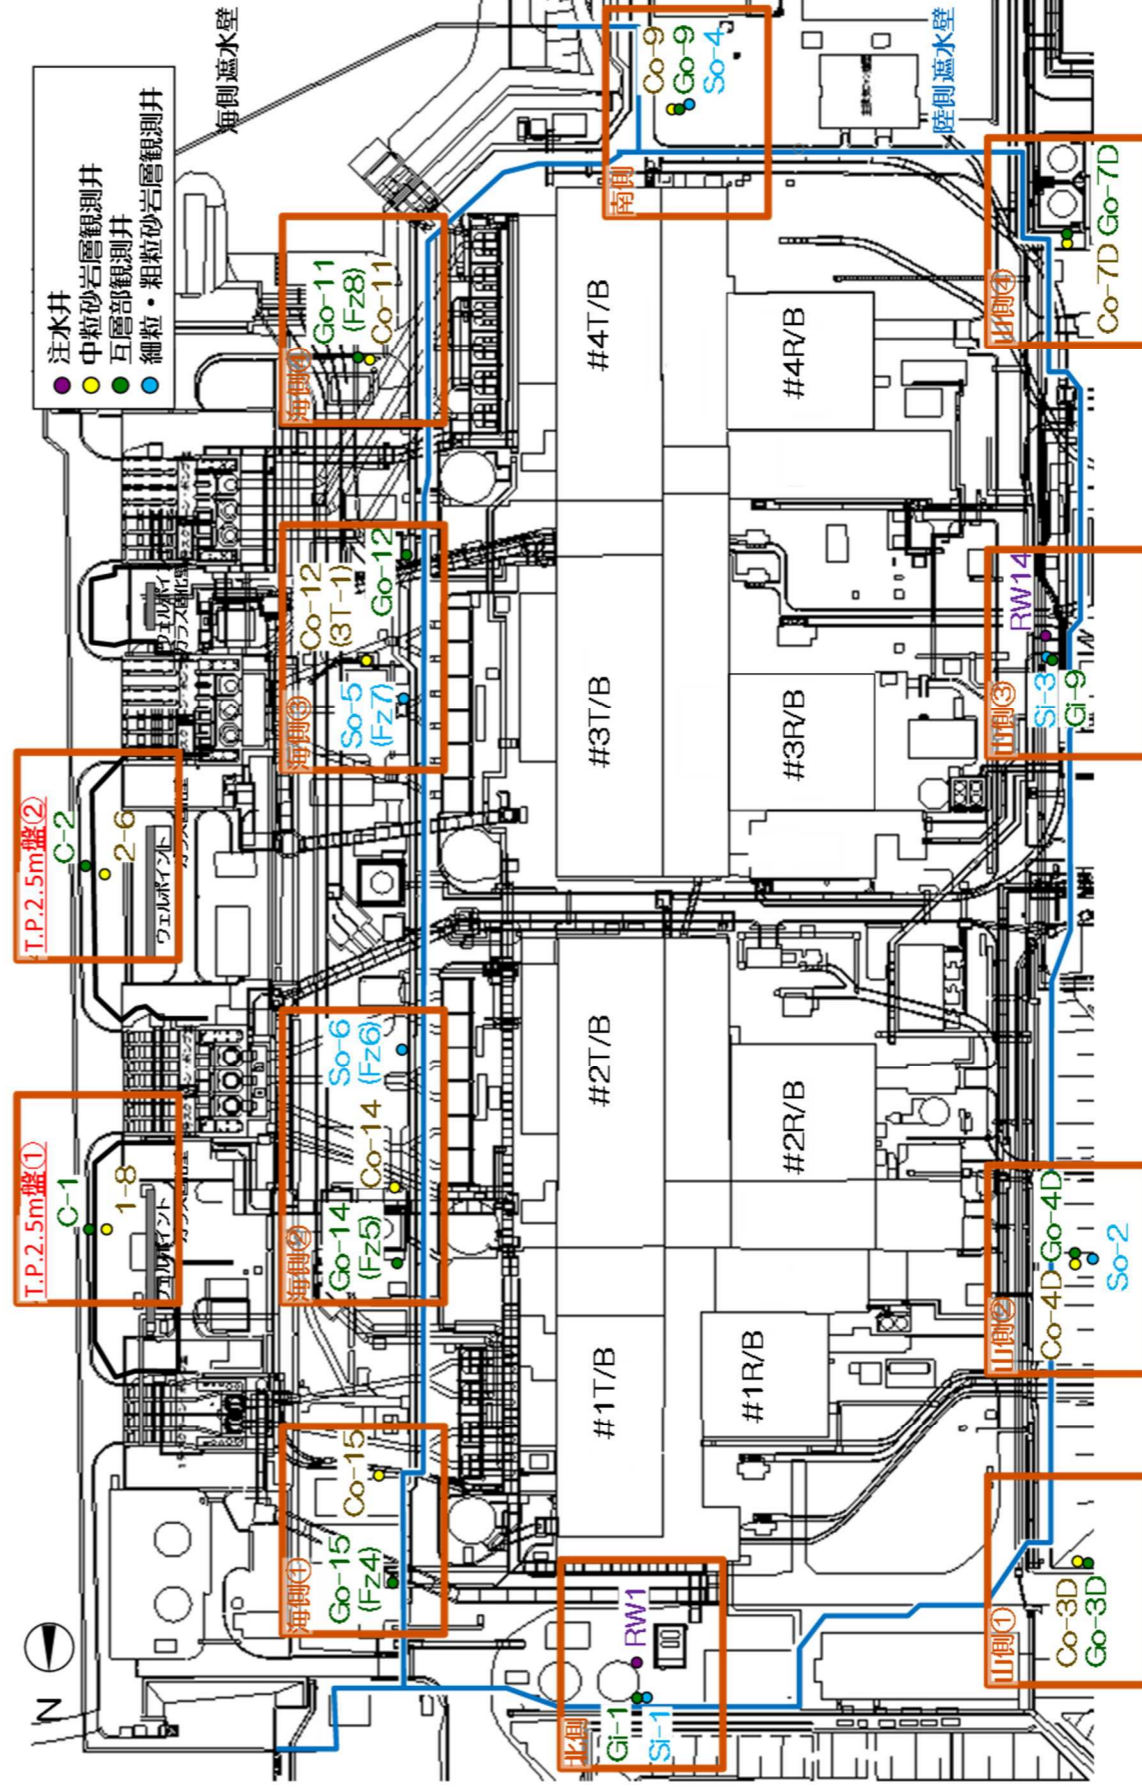 N
注水井
中粒砂岩層観測井
互層部観測井
細粒・粗粒砂岩層観測井
海側遮水壁
陸側遮水壁
T.P.2.5m盤①
C-1
1-8
ウェルポイント
T.P.2.5m盤②
C-2
2-6
ウェルポイント
ウェルポイント
海側①
Go-15
(Fz4)
Co-15
海側②
Go-14
(Fz5)
Co-14
So-6
(Fz6)
海側③
So-5
(Fz7)
Co-12
(3T-1)
Go-12
海側④
Go-11
(Fz8)
Co-11
北側
Gi-1
Si-1
RW1
#1T/B
#2T/B
#3T/B
#4T/B
#1R/B
#2R/B
#3R/B
#4R/B
南側
Co-9
Go-9
So-4
山側①
Co-3D
Go-3D
山側②
Co-4D
Go-4D
So-2
山側③
Si-3
Gi-9
RW14
山側④
Co-7D
Go-7D